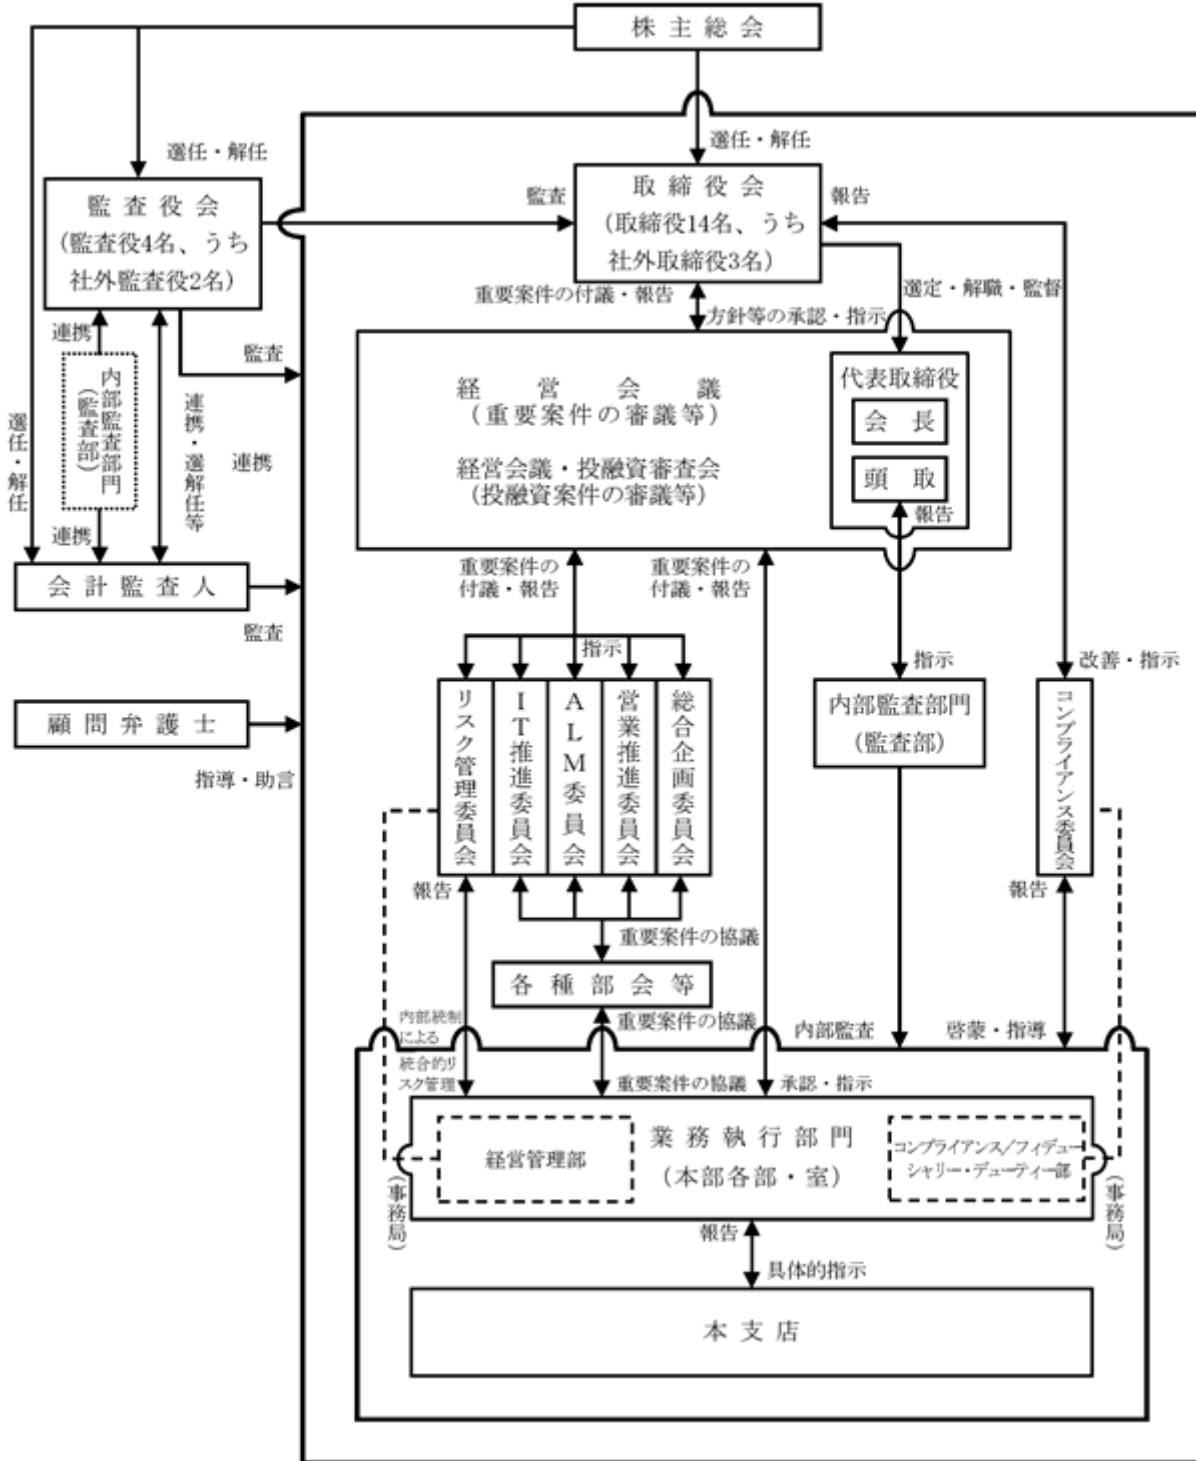 株主総会
選任・解任
選任・解任
監査役会
(監査役4名、うち
社外監査役2名)
監査
取締役会
(取締役14名、うち
社外取締役3名)
報告
重要案件の付議・報告
方針等の承認・指示
選定・解職・監督
連携
監査
内部監査部門
(監査部)
連携・選解任等
連携
選任・解任
連携
経営会議
(重要案件の審議等)
経営会議・投融資審査会
(投融資案件の審議等)
代表取締役
会長
頭取
報告
会計監査人
監査
重要案件の
付議・報告
重要案件の
付議・報告
指示
指示
改善・指示
顧問弁護士
指導・助言
リスク管理委員会
IT推進委員会
ALM委員会
営業推進委員会
総合企画委員会
内部監査部門
(監査部)
コンプライアンス委員会
報告
報告
重要案件の協議
各種部会等
内部統制
による
統合的リ
スク管理
重要案件の協議
内部監査
啓蒙・指導
重要案件の協議
承認・指示
業務執行部門
(本部各部・室)
経営管理部
コンプライアンス/フィデュー
シャリー・デューティー部
(事務局)
(事務局)
報告
具体的指示
本支店